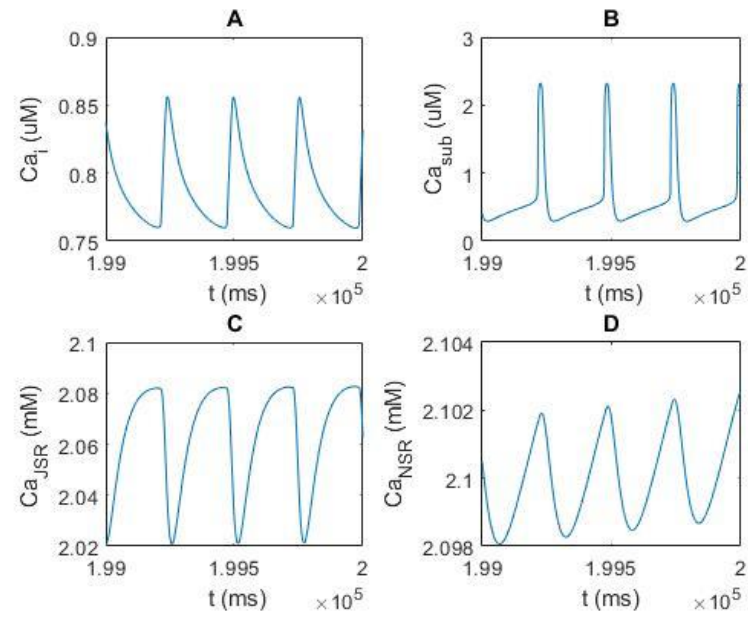 A
0.9
0.85
0.8
0.75
Ca_i (uM)
1.99 1.995 2
t (ms) ×10^5
B
3
2
1
0
Ca_sub (uM)
1.99 1.995 2
t (ms) ×10^5
C
2.1
2.08
2.06
2.04
2.02
Ca_JSR (mM)
1.99 1.995 2
t (ms) ×10^5
D
2.104
2.102
2.1
2.098
Ca_NSR (mM)
1.99 1.995 2
t (ms) ×10^5